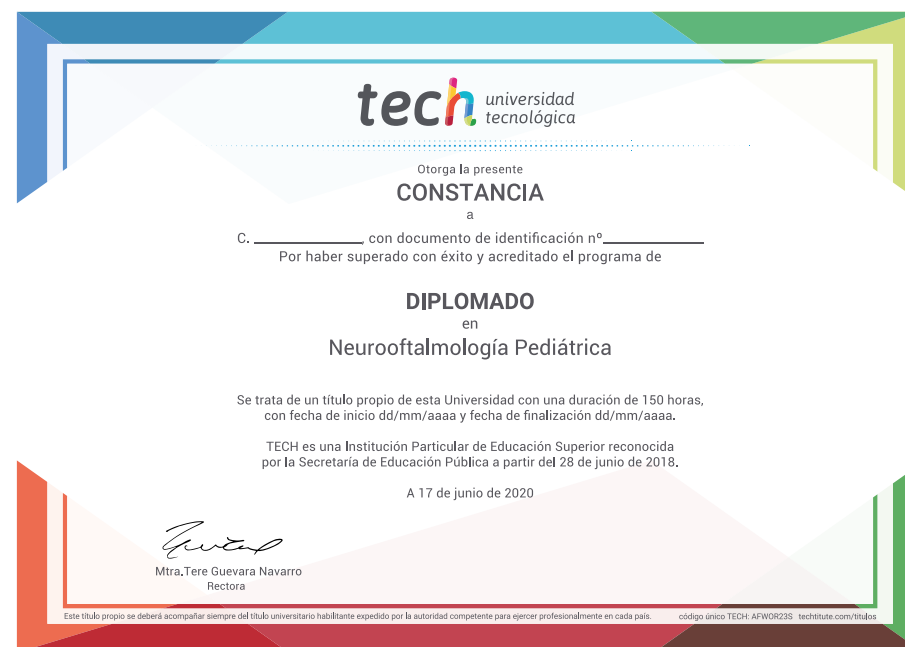 tech universidad
tecnológica
Otorga la presente
CONSTANCIA
a
C. ____________, con documento de identificación nº____________
Por haber superado con éxito y acreditado el programa de
DIPLOMADO
en
Neurooftalmología Pediátrica
Se trata de un título propio de esta Universidad con una duración de 150 horas,
con fecha de inicio dd/mm/aaaa y fecha de finalización dd/mm/aaaa.
TECH es una Institución Particular de Educación Superior reconocida
por la Secretaría de Educación Pública a partir del 28 de junio de 2018.
A 17 de junio de 2020
Mtra.Tere Guevara Navarro
Rectora
Este título propio se deberá acompañar siempre del título universitario habilitante expedido por la autoridad competente para ejercer profesionalmente en cada país. código único TECH: AFWOR23S techtitute.com/titulos